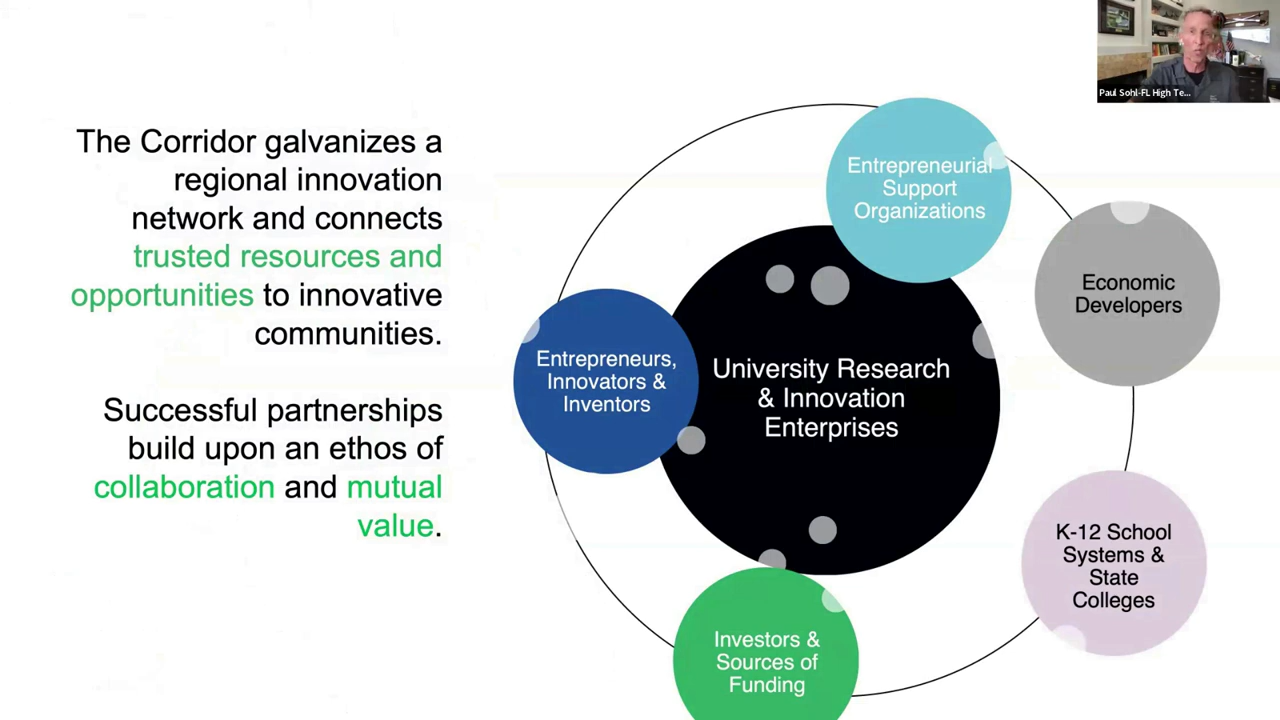 The Corridor galvanizes a
regional innovation
network and connects
trusted resources and
opportunities to innovative
communities.
Successful partnerships
build upon an ethos of
collaboration and mutual
value.
Entrepreneurial
Support
Organizations
Economic
Developers
Entrepreneurs,
Innovators &
Inventors
University Research
& Innovation
Enterprises
K-12 School
Systems &
State
Colleges
Investors &
Sources of
Funding
Paul Sohl-FL High Te...